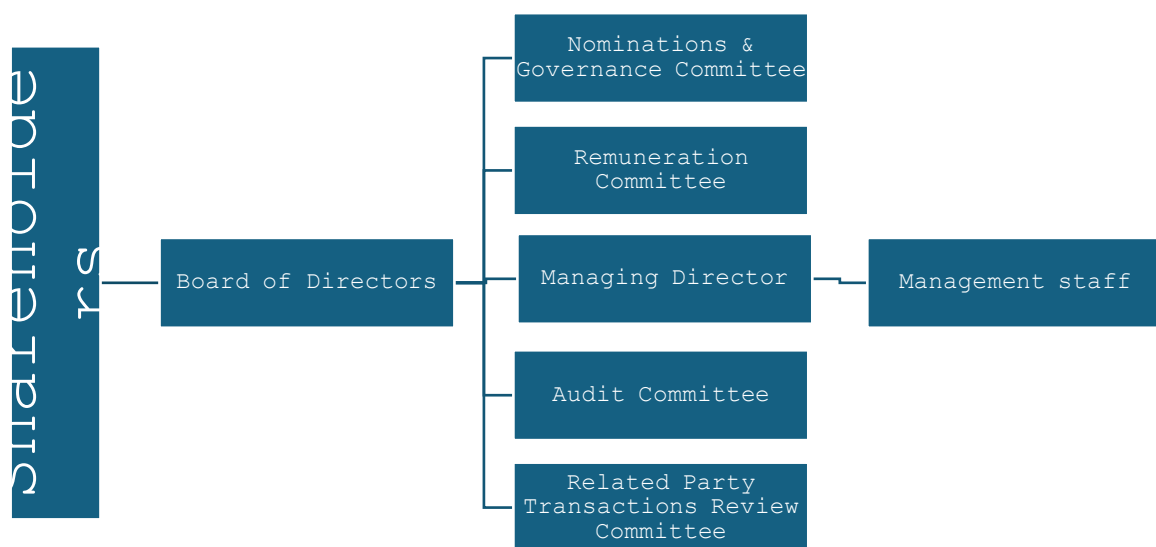 Shareholde
rs
Board of Directors
Nominations &
Governance Committee
Remuneration
Committee
Managing Director
Management staff
Audit Committee
Related Party
Transactions Review
Committee